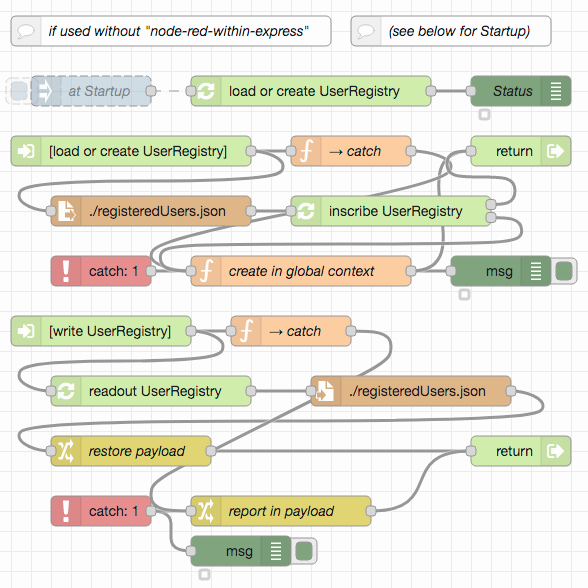 if used without "node-red-within-express"
(see below for Startup)
at Startup
load or create UserRegistry
Status
[load or create UserRegistry]
→ catch
return
./registeredUsers.json
inscribe UserRegistry
catch: 1
create in global context
msg
[write UserRegistry]
→ catch
readout UserRegistry
./registeredUsers.json
restore payload
return
catch: 1
report in payload
msg